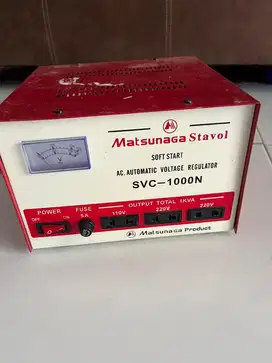 Matsunaga Stavol
SOFT START
AC. AUTOMATIC VOLTAGE REGULATOR
SVC-1000N
POWER
OFF ON
FUSE
5A
OUTPUT TOTAL 1KVA
110V 220V 220V
Matsunaga Product
V